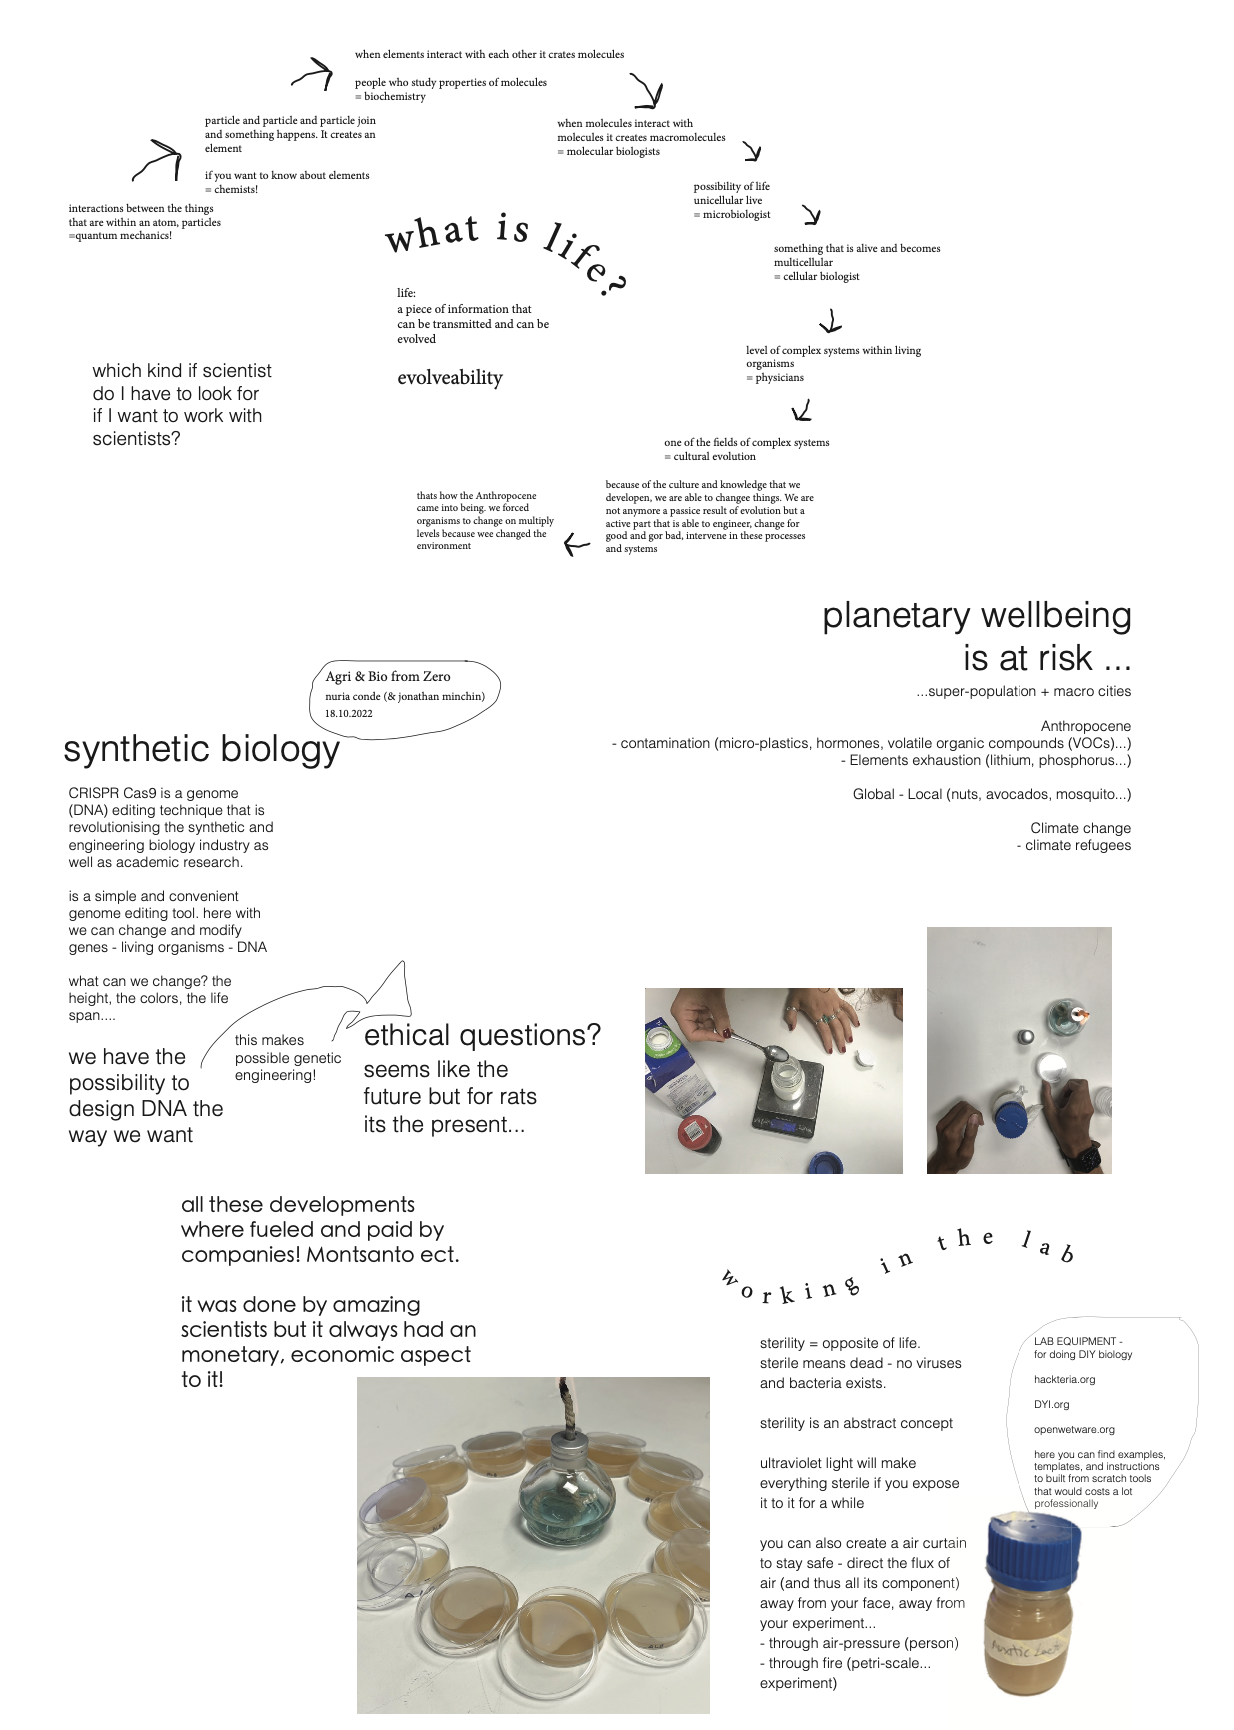 when elements interact with each other it crates molecules
people who study properties of molecules
= biochemistry
particle and particle and particle join
and something happens. It creates an
element
if you want to know about elements
= chemists!
interactions between the things
that are within an atom, particles
=quantum mechanics!
when molecules interact with
molecules it creates macromolecules
= molecular biologists
possibility of life
unicellular live
= microbiologist
something that is alive and becomes
multicellular
= cellular biologist
level of complex systems within living
organisms
= physicians
one of the fields of complex systems
= cultural evolution
because of the culture and knowledge that we
developen, we are able to changee things. We are
not anymore a passice result of evolution but a
active part that is able to engineer, change for
good and gor bad, intervene in these processes
and systems
thats how the Anthropocene
came into being. we forced
organisms to change on multiply
levels because wee changed the
environment
what is life?
life:
a piece of information that
can be transmitted and can be
evolved
evolveability
which kind if scientist
do I have to look for
if I want to work with
scientists?
planetary wellbeing
is at risk ...
...super-population + macro cities
Anthropocene
- contamination (micro-plastics, hormones, volatile organic compounds (VOCs)...)
- Elements exhaustion (lithium, phosphorus...)
Global - Local (nuts, avocados, mosquito...)
Climate change
- climate refugees
Agri & Bio from Zero
nuria conde (& jonathan minchin)
18.10.2022
synthetic biology
CRISPR Cas9 is a genome
(DNA) editing technique that is
revolutionising the synthetic and
engineering biology industry as
well as academic research.
is a simple and convenient
genome editing tool. here with
we can change and modify
genes - living organisms - DNA
what can we change? the
height, the colors, the life
span....
we have the
possibility to
design DNA the
way we want
this makes
possible genetic
engineering!
ethical questions?
seems like the
future but for rats
its the present...
all these developments
where fueled and paid by
companies! Montsanto ect.
it was done by amazing
scientists but it always had an
monetary, economic aspect
to it!
working in the lab
sterility = opposite of life.
sterile means dead - no viruses
and bacteria exists.
sterility is an abstract concept
ultraviolet light will make
everything sterile if you expose
it to it for a while
you can also create a air curtain
to stay safe - direct the flux of
air (and thus all its component)
away from your face, away from
your experiment...
- through air-pressure (person)
- through fire (petri-scale...
experiment)
LAB EQUIPMENT -
for doing DIY biology
hackteria.org
DYI.org
openwetware.org
here you can find examples,
templates, and instructions
to built from scratch tools
that would costs a lot
professionally